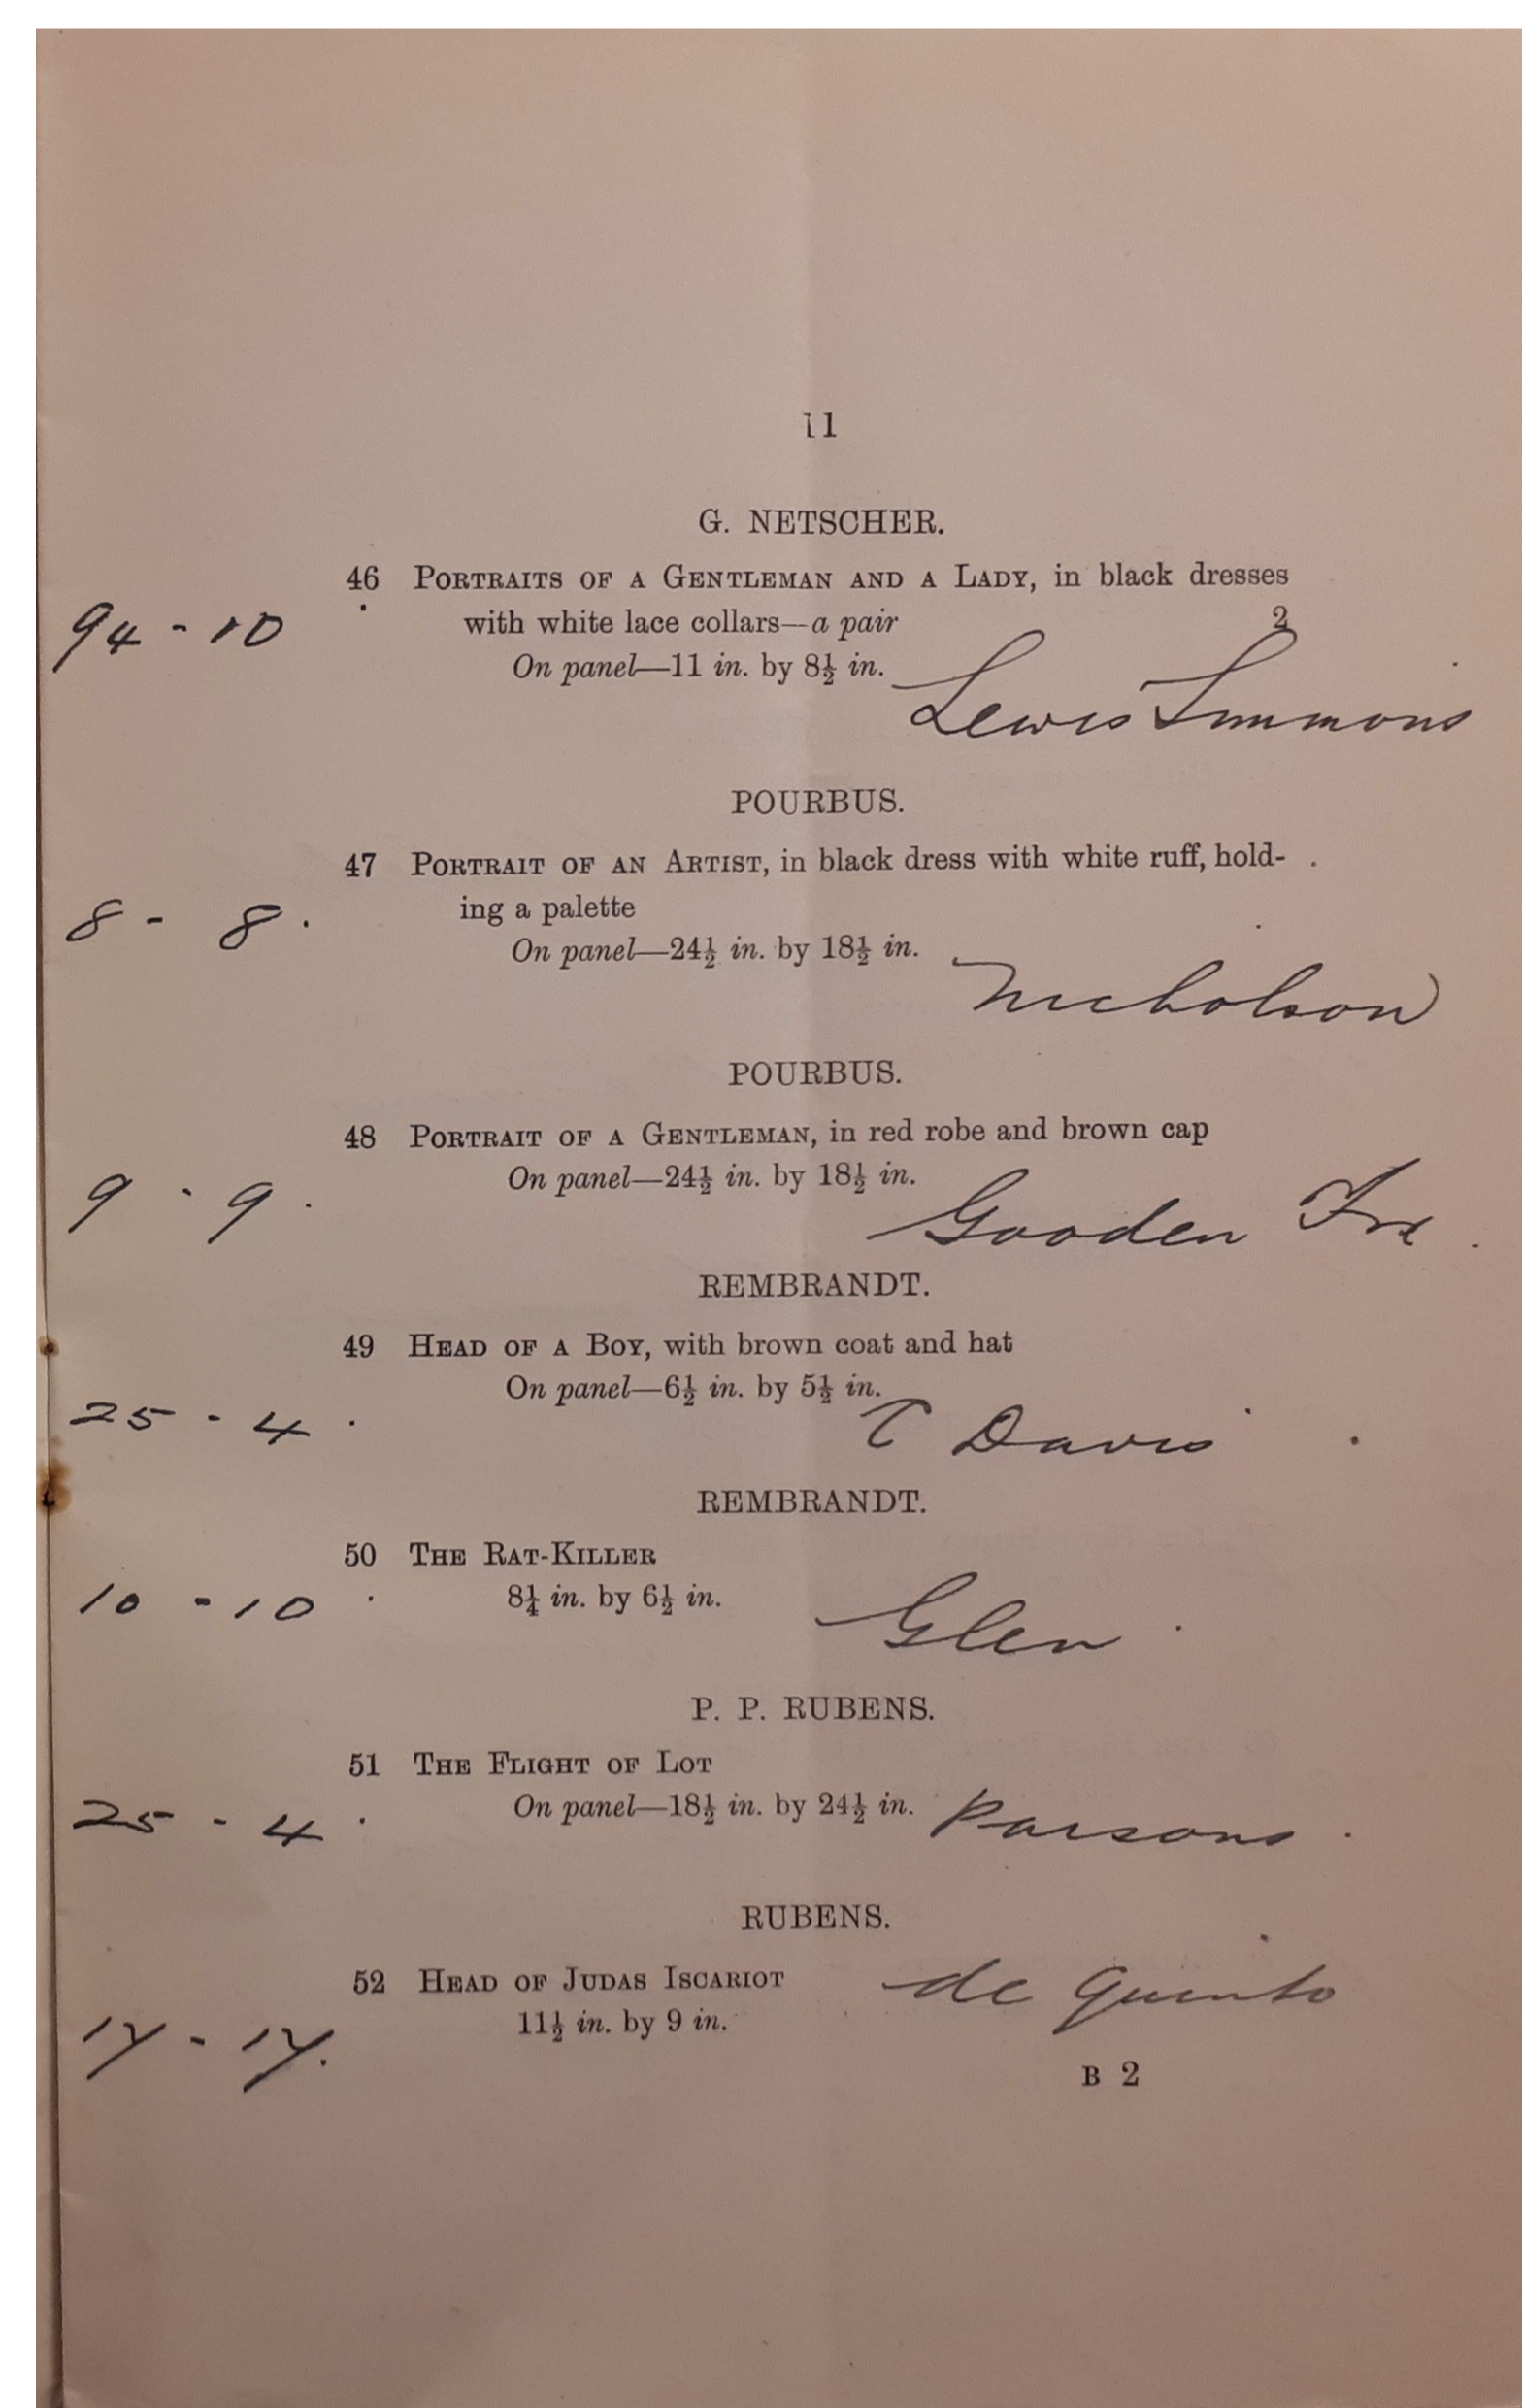 11
G. NETSCHER.
46 PORTRAITS OF A GENTLEMAN AND A LADY, in black dresses
with white lace collars—a pair 2
94 - 10
On panel—11 in. by 8½ in.
Lewis Simmons
POURBUS.
47 PORTRAIT OF AN ARTIST, in black dress with white ruff, hold-
ing a palette
8 - 8.
On panel—24½ in. by 18½ in.
Nicholson
POURBUS.
48 PORTRAIT OF A GENTLEMAN, in red robe and brown cap
On panel—24½ in. by 18½ in.
9 - 9.
Gooden Fox
REMBRANDT.
49 HEAD OF A BOY, with brown coat and hat
On panel—6½ in. by 5½ in.
25 - 4.
T Davis
REMBRANDT.
50 THE RAT-KILLER
8¼ in. by 6½ in.
10 - 10
Glen
P. P. RUBENS.
51 THE FLIGHT OF LOT
On panel—18½ in. by 24½ in.
25 - 4.
Parsons
RUBENS.
52 HEAD OF JUDAS ISCARIOT
de Quinto
11½ in. by 9 in.
17 - 17.
B 2